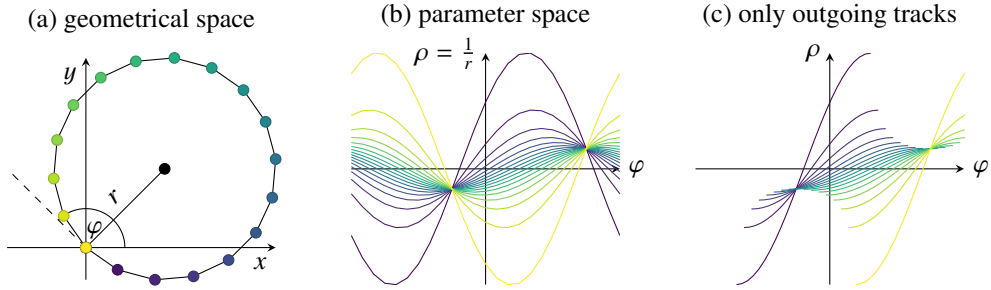 (a) geometrical space
y
r
φ
x
(b) parameter space
ρ = 1/r
φ
(c) only outgoing tracks
ρ
φ